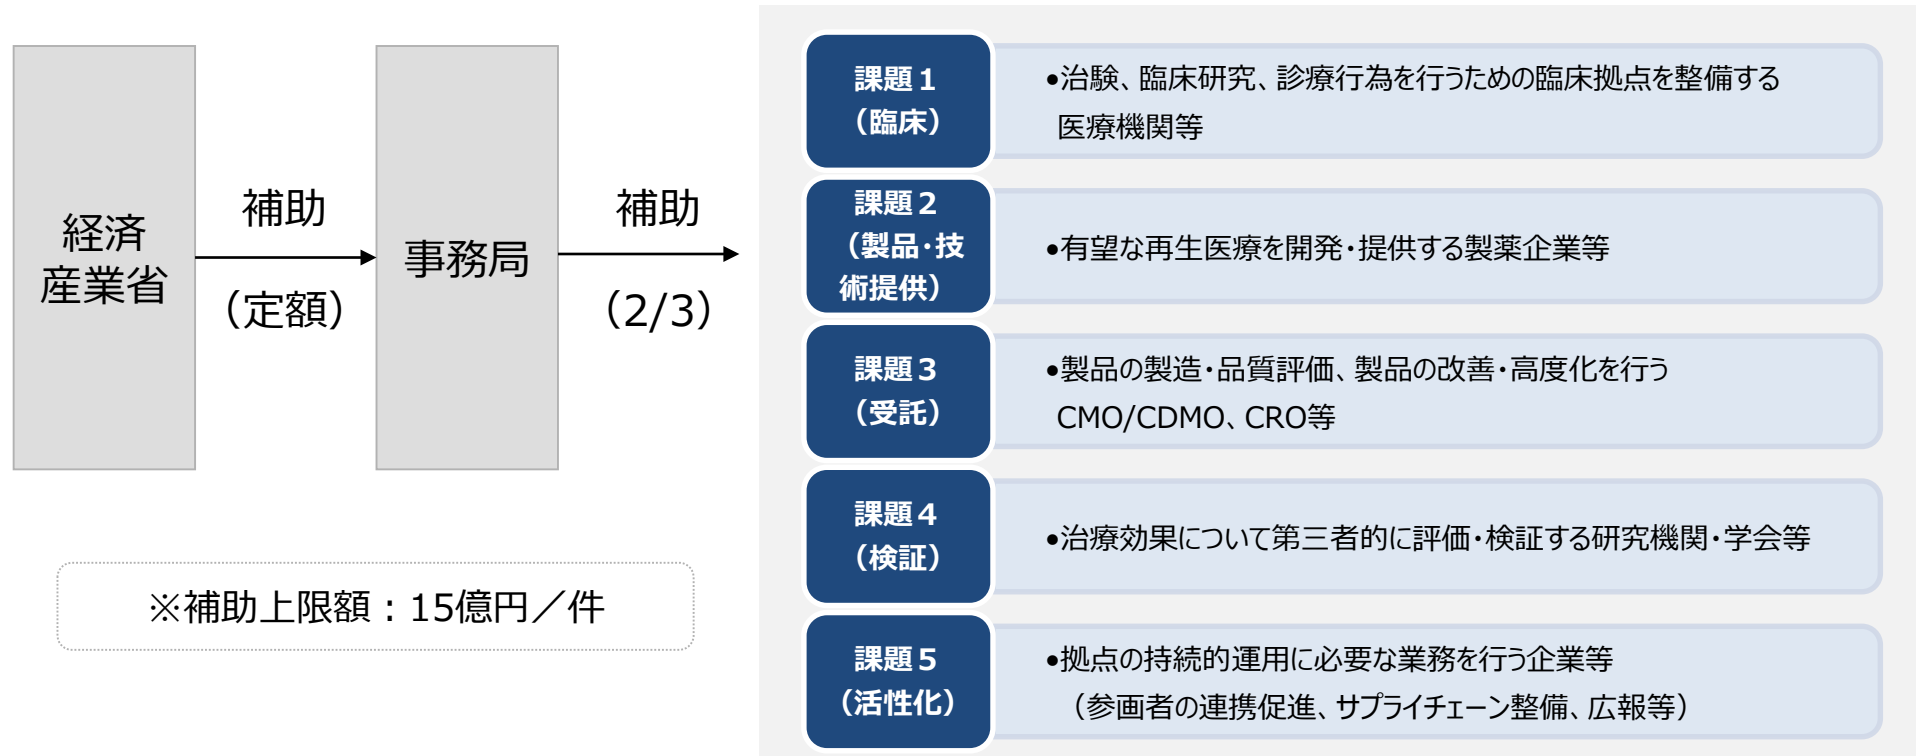 経済
産業省
補助
（定額）
事務局
補助
（2/3）
※補助上限額：15億円／件
課題１
（臨床）
•治験、臨床研究、診療行為を行うための臨床拠点を整備する
医療機関等
課題２
（製品・技
術提供）
•有望な再生医療を開発・提供する製薬企業等
課題３
（受託）
•製品の製造・品質評価、製品の改善・高度化を行う
CMO/CDMO、CRO等
課題４
（検証）
•治療効果について第三者的に評価・検証する研究機関・学会等
課題５
（活性化）
•拠点の持続的運用に必要な業務を行う企業等
（参画者の連携促進、サプライチェーン整備、広報等）